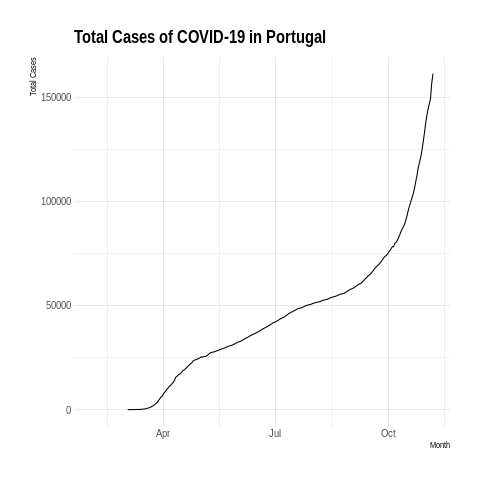 Total Cases of COVID-19 in Portugal
Total Cases
150000
100000
50000
0
Apr Jul Oct
Month